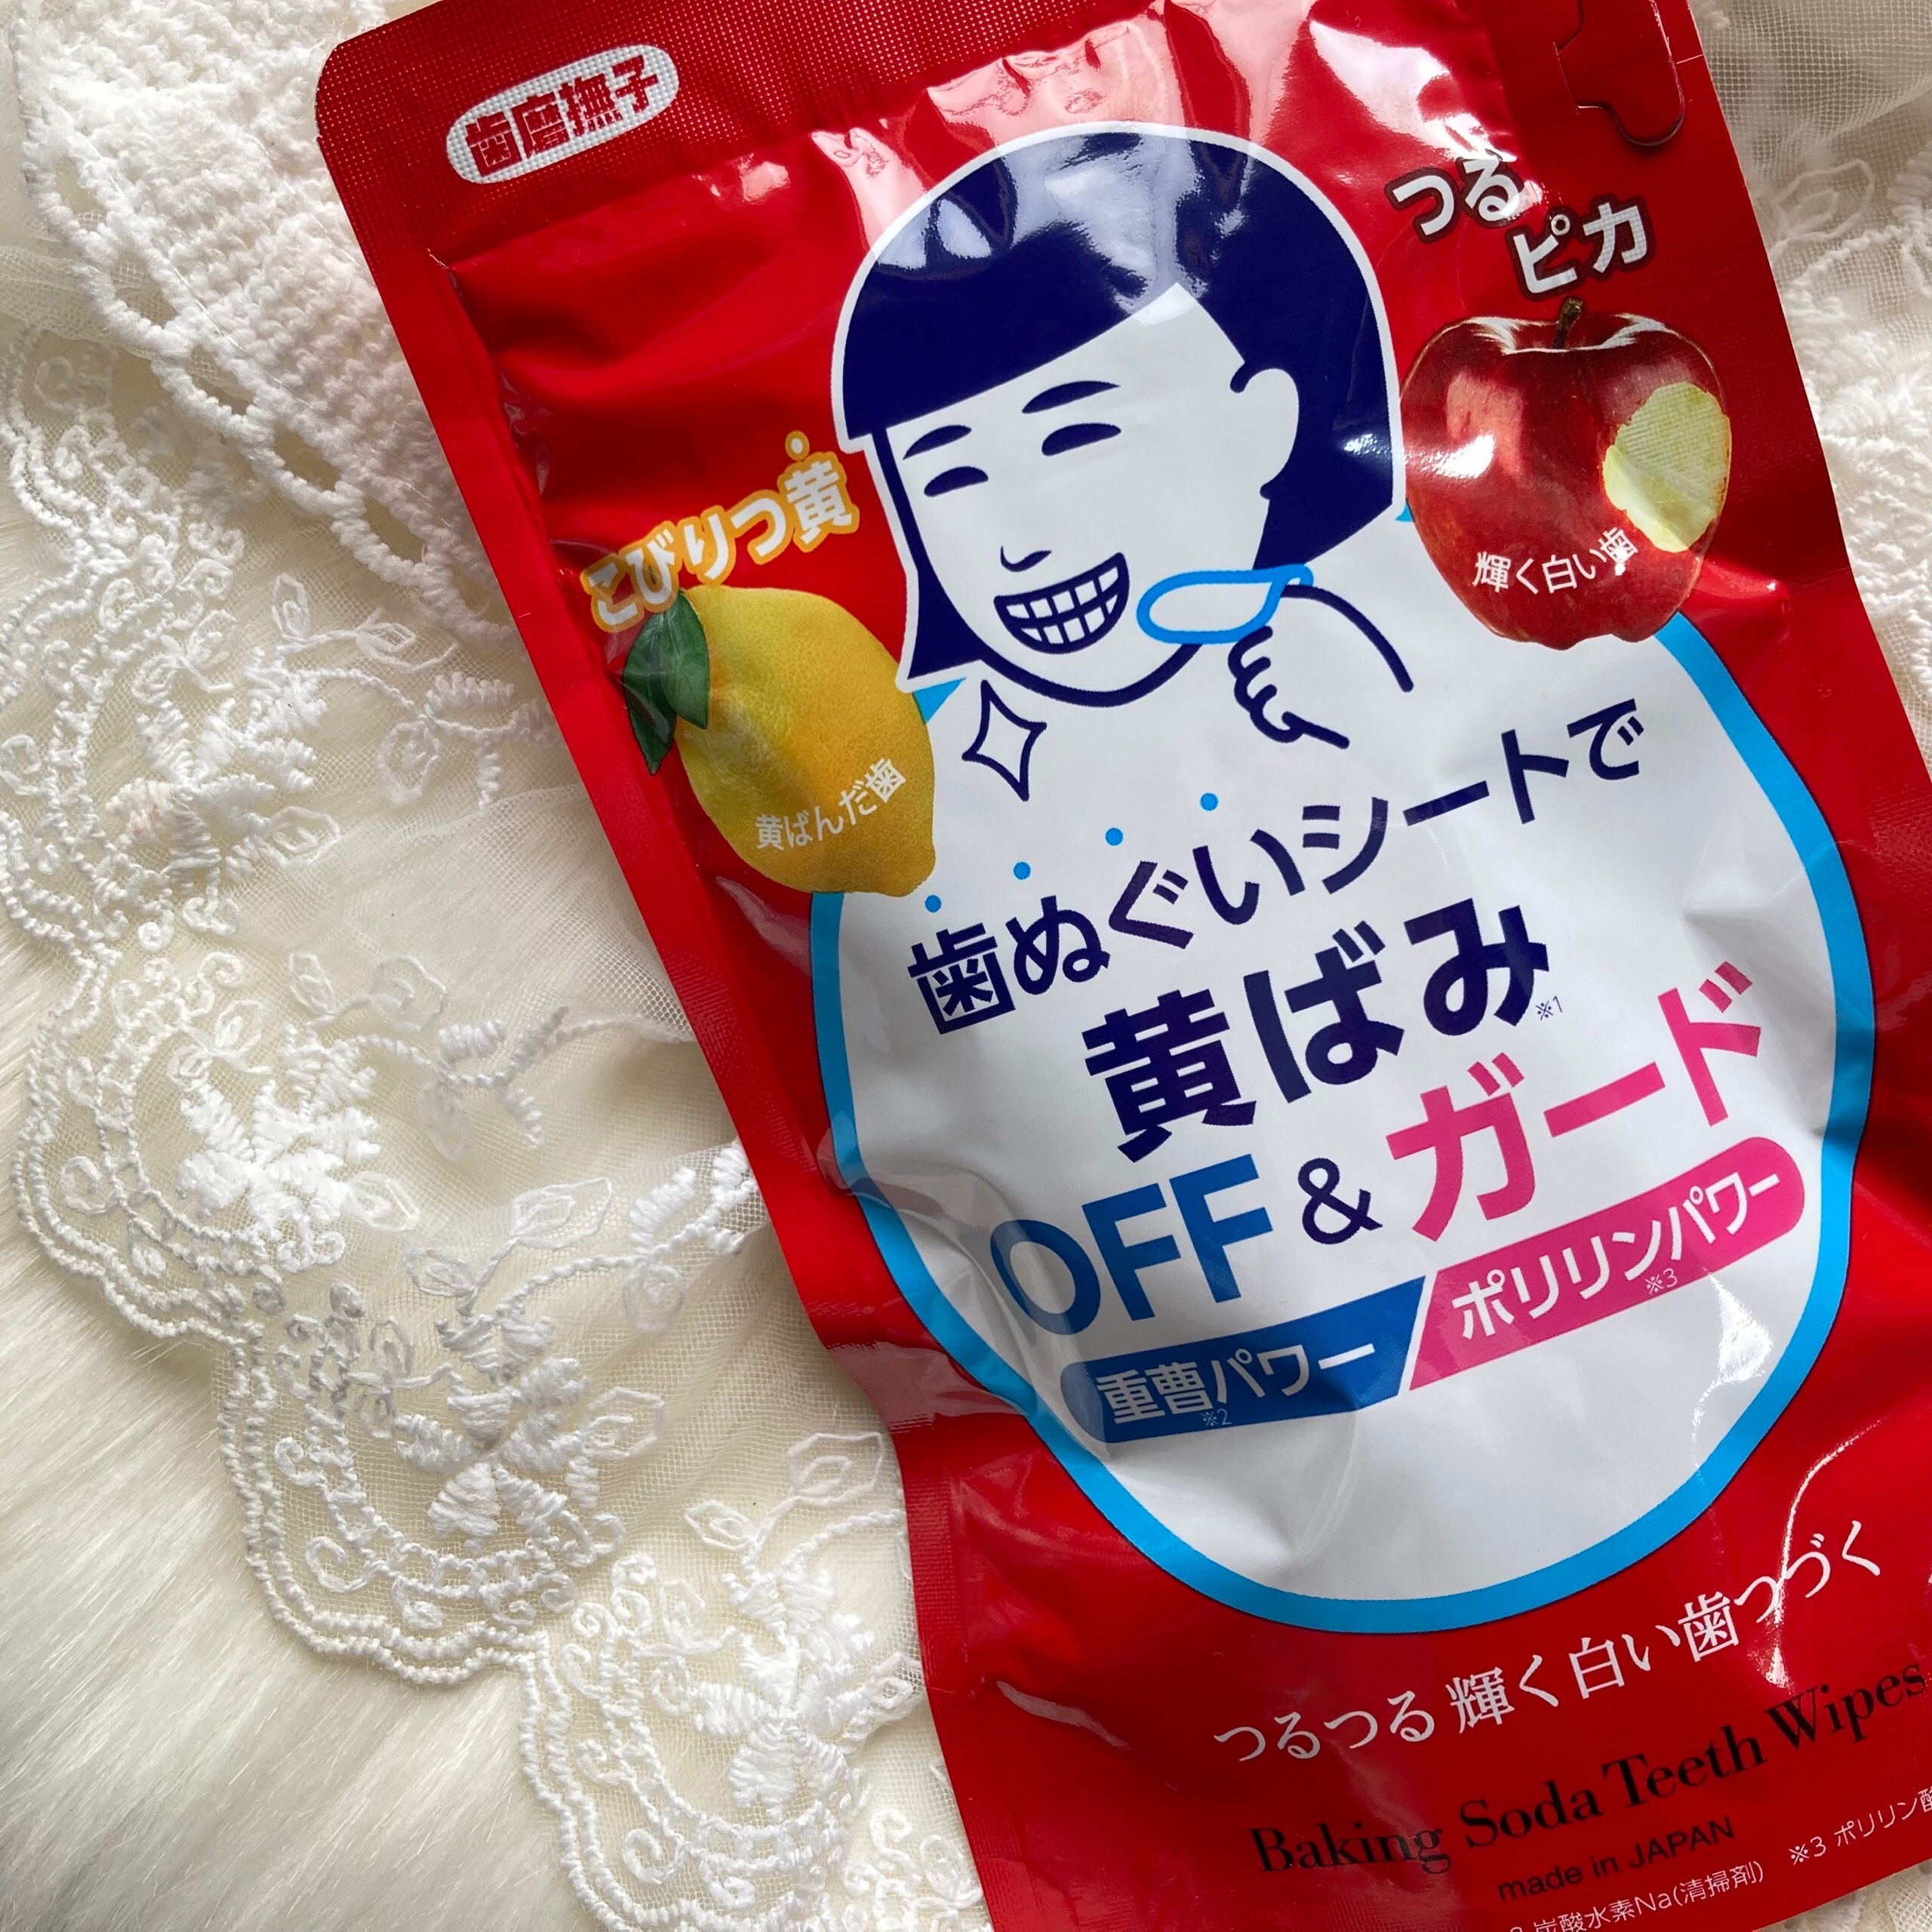 歯磨撫子
つる
ピカ
こびりつ黄
輝く白い歯
黄ばんだ歯
歯ぬぐいシートで
黄ばみ※1
OFF & ガード
重曹パワー※2
ポリリンパワー※3
つるつる 輝く白い歯つづく
Baking Soda Teeth Wipes
made in JAPAN
※3 ポリリン酸
炭酸水素Na(清掃剤)